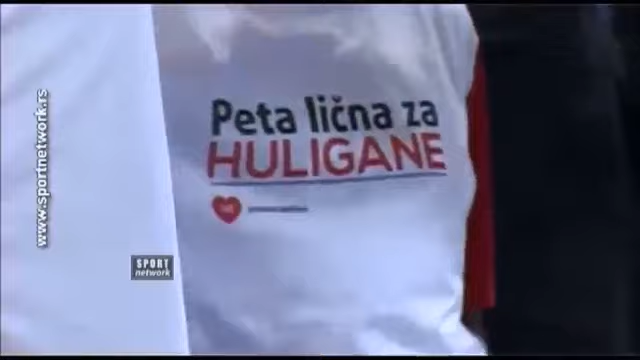 Peta lična za
HULIGANE
www.sportnetwork.rs
SPORT
network